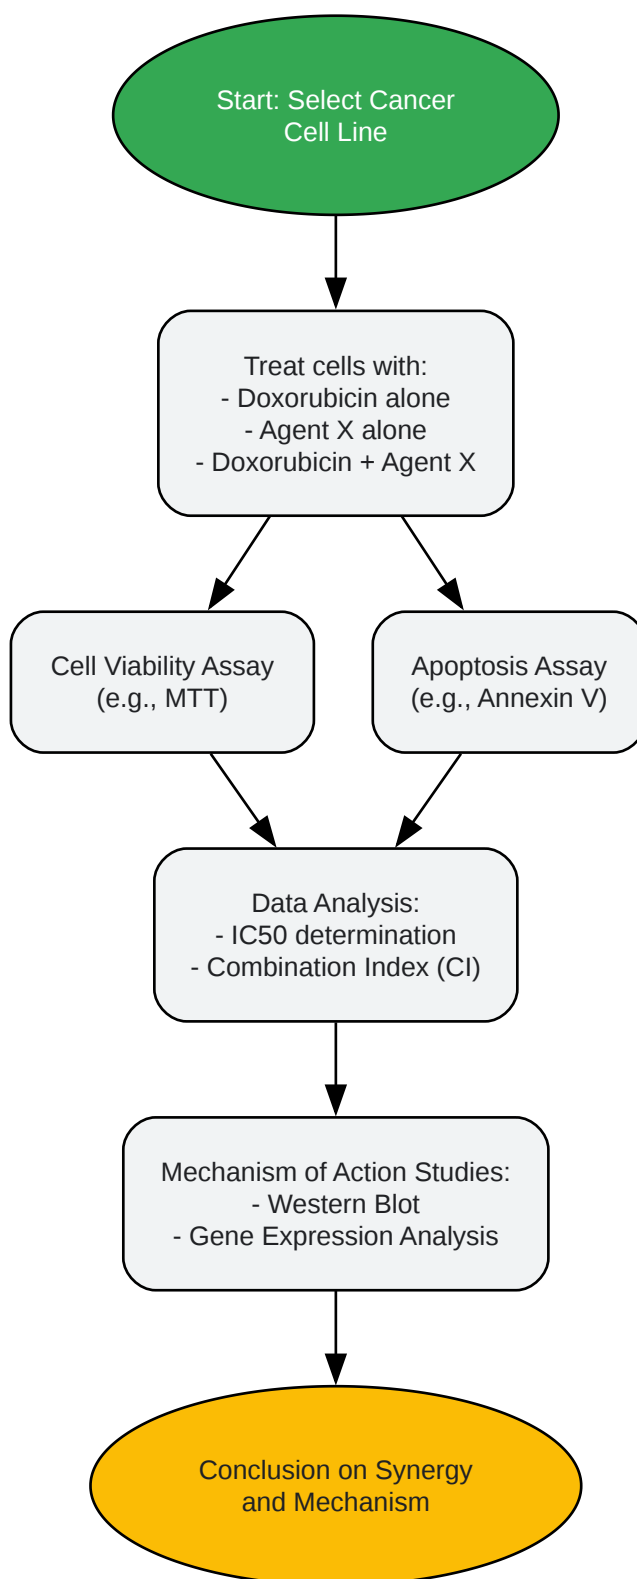 Start: Select Cancer
Cell Line
Treat cells with:
- Doxorubicin alone
- Agent X alone
- Doxorubicin + Agent X
Cell Viability Assay
(e.g., MTT)
Apoptosis Assay
(e.g., Annexin V)
Data Analysis:
- IC50 determination
- Combination Index (CI)
Mechanism of Action Studies:
- Western Blot
- Gene Expression Analysis
Conclusion on Synergy
and Mechanism